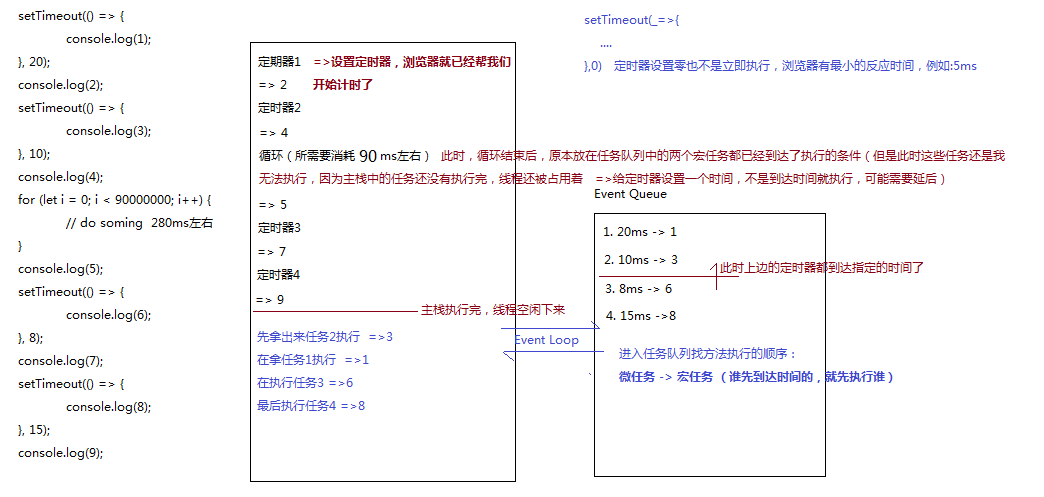 setTimeout(() => {
console.log(1);
}, 20);
console.log(2);
setTimeout(() => {
console.log(3);
}, 10);
console.log(4);
for (let i = 0; i < 90000000; i++) {
// do soming 280ms左右
}
console.log(5);
setTimeout(() => {
console.log(6);
}, 8);
console.log(7);
setTimeout(() => {
console.log(8);
}, 15);
console.log(9);
定期器1 =>设置定时器，浏览器就已经帮我们
=> 2 开始计时了
定时器2
=> 4
循环（所需要消耗 90 ms左右） 此时，循环结束后，原本放在任务队列中的两个宏任务都已经到达了执行的条件（但是此时这些任务还是我
无法执行，因为主栈中的任务还没有执行完，线程还被占用着 =>给定时器设置一个时间，不是到达时间就执行，可能需要延后）
=> 5
定时器3
=> 7
定时器4
=> 9
主栈执行完，线程空闲下来
先拿出来任务2执行 =>3
在拿任务1执行 =>1
在执行任务3 =>6
最后执行任务4 =>8
setTimeout(_=>{
....
},0) 定时器设置零也不是立即执行，浏览器有最小的反应时间，例如:5ms
Event Queue
1. 20ms -> 1
2. 10ms -> 3
此时上边的定时器都到达指定的时间了
3. 8ms -> 6
4. 15ms ->8
Event Loop
进入任务队列找方法执行的顺序：
微任务 -> 宏任务 （谁先到达时间的，就先执行谁）